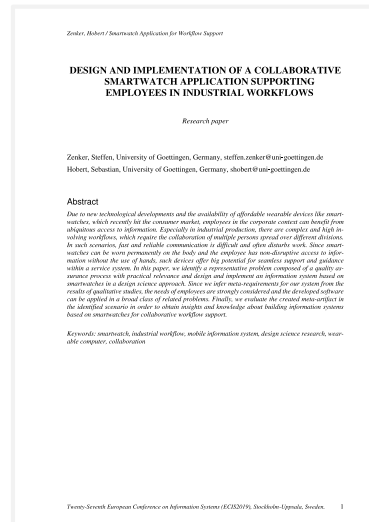 Zenker, Hobert / Smartwatch Application for Workflow Support
DESIGN AND IMPLEMENTATION OF A COLLABORATIVE
SMARTWATCH APPLICATION SUPPORTING
EMPLOYEES IN INDUSTRIAL WORKFLOWS
Research paper
Zenker, Steffen, University of Goettingen, Germany, steffen.zenker@uni-goettingen.de
Hobert, Sebastian, University of Goettingen, Germany, shobert@uni-goettingen.de
Abstract
Due to new technological developments and the availability of affordable wearable devices like smart-
watches, which recently hit the consumer market, employees in the corporate context can benefit from
ubiquitous access to information. Especially in industrial production, there are complex and high in-
volving workflows, which require the collaboration of multiple persons spread over different divisions.
In such scenarios, fast and reliable communication is difficult and often disturbs work. Since smart-
watches can be worn permanently on the body and the employee has non-disruptive access to infor-
mation without the use of hands, such devices offer big potential for seamless support and guidance
within a service system. In this paper, we identify a representative problem composed of a quality as-
surance process with practical relevance and design and implement an information system based on
smartwatches in a design science approach. Since we infer meta-requirements for our system from the
results of qualitative studies, the needs of employees are strongly considered and the developed software
can be applied in a broad class of related problems. Finally, we evaluate the created meta-artifact in
the identified scenario in order to obtain insights and knowledge about building information systems
based on smartwatches for collaborative workflow support.
Keywords: smartwatch, industrial workflow, mobile information system, design science research, wear-
able computer, collaboration
Twenty-Seventh European Conference on Information Systems (ECIS2019), Stockholm-Uppsala, Sweden. 1